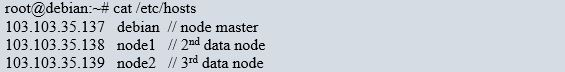 root@debian:~# cat /etc/hosts
103.103.35.137 debian // node master
103.103.35.138 node1 // 2nd data node
103.103.35.139 node2 // 3rd data node